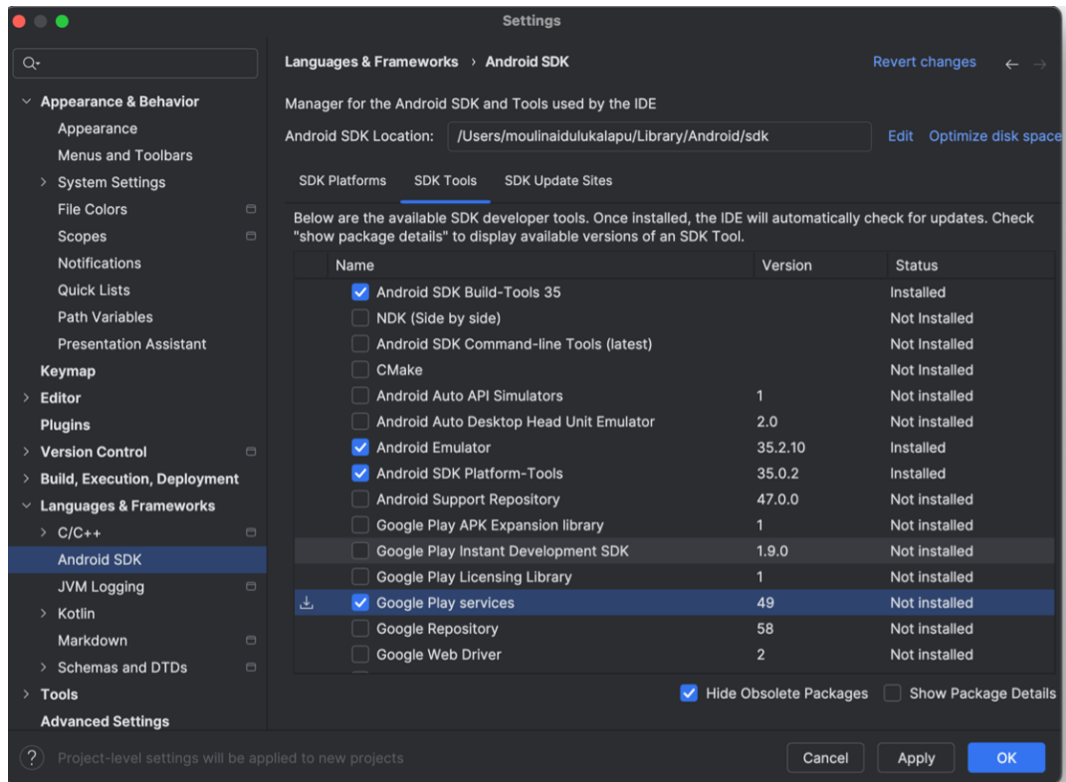 Settings
Appearance & Behavior
Appearance
Menus and Toolbars
System Settings
File Colors
Scopes
Notifications
Quick Lists
Path Variables
Presentation Assistant
Keymap
Editor
Plugins
Version Control
Build, Execution, Deployment
Languages & Frameworks
C/C++
Android SDK
JVM Logging
Kotlin
Markdown
Schemas and DTDs
Tools
Advanced Settings
Languages & Frameworks › Android SDK Revert changes
Manager for the Android SDK and Tools used by the IDE
Android SDK Location: /Users/moulinaidulukalapu/Library/Android/sdk Edit Optimize disk space
SDK Platforms SDK Tools SDK Update Sites
Below are the available SDK developer tools. Once installed, the IDE will automatically check for updates. Check
"show package details" to display available versions of an SDK Tool.
Name Version Status
Android SDK Build-Tools 35 Installed
NDK (Side by side) Not Installed
Android SDK Command-line Tools (latest) Not Installed
CMake Not Installed
Android Auto API Simulators 1 Not installed
Android Auto Desktop Head Unit Emulator 2.0 Not installed
Android Emulator 35.2.10 Installed
Android SDK Platform-Tools 35.0.2 Installed
Android Support Repository 47.0.0 Not installed
Google Play APK Expansion library 1 Not installed
Google Play Instant Development SDK 1.9.0 Not installed
Google Play Licensing Library 1 Not installed
Google Play services 49 Not installed
Google Repository 58 Not installed
Google Web Driver 2 Not installed
Hide Obsolete Packages Show Package Details
? Project-level settings will be applied to new projects Cancel Apply OK